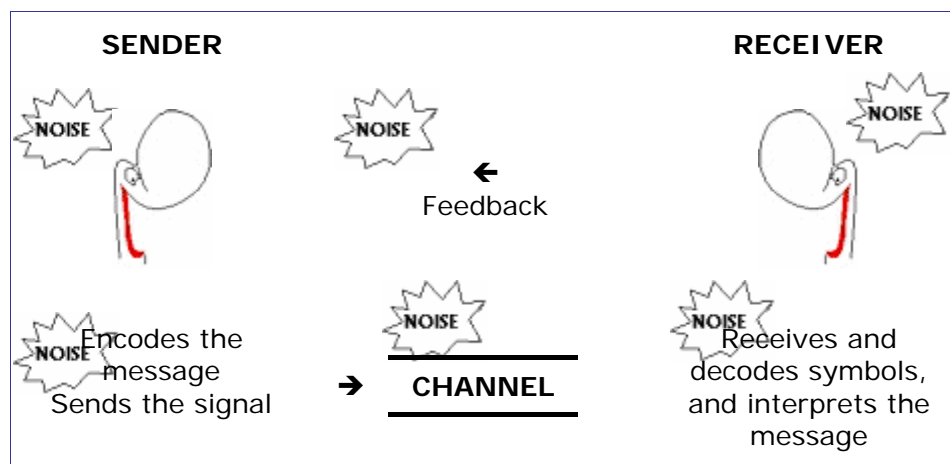 SENDER
RECEIVER
NOISE
NOISE
NOISE
←
Feedback
NOISE
NOISE
NOISE
Encodes the
message
Sends the signal
→
CHANNEL
Receives and
decodes symbols,
and interprets the
message